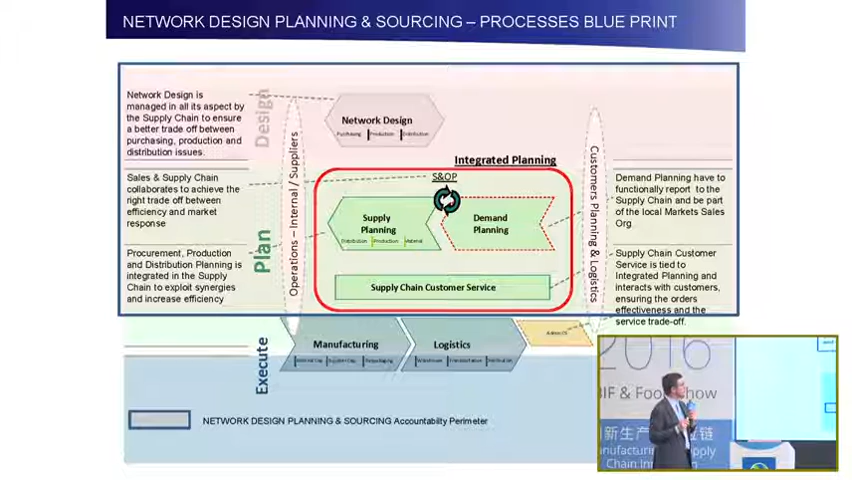 NETWORK DESIGN PLANNING & SOURCING – PROCESSES BLUE PRINT
Network Design is
managed in all its aspect by
the Supply Chain to ensure
a better trade off between
purchasing, production and
distribution issues.
Design
Network Design
Purchasing Production Distribution
Sales & Supply Chain
collaborates to achieve the
right trade off between
efficiency and market
response
Procurement, Production
and Distribution Planning is
integrated in the Supply
Chain to exploit synergies
and increase efficiency
Plan
Operations – Internal / Suppliers
Integrated Planning
S&OP
Supply
Planning
Distribution Production Material
Demand
Planning
Supply Chain Customer Service
Customers Planning & Logistics
Demand Planning have to
functionally report to the
Supply Chain and be part
of the local Markets Sales
Org
Supply Chain Customer
Service is tied to
Integrated Planning and
interacts with customers,
ensuring the orders
effectiveness and the
service trade-off.
Execute
Manufacturing
Logistics
NETWORK DESIGN PLANNING & SOURCING Accountability Perimeter
2016
Show
Chain